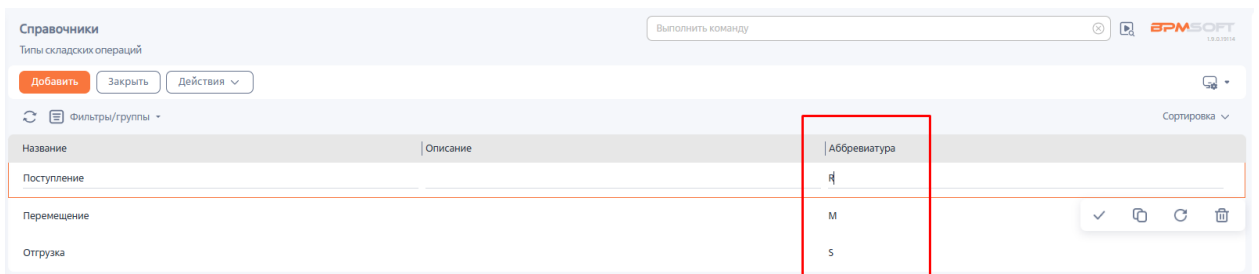 Справочники
Выполнить команду
BPMSOFT
Типы складских операций
Добавить Закрыть Действия
Фильтры/группы Сортировка
Название Описание Аббревиатура
Поступление R
Перемещение M
Отгрузка S